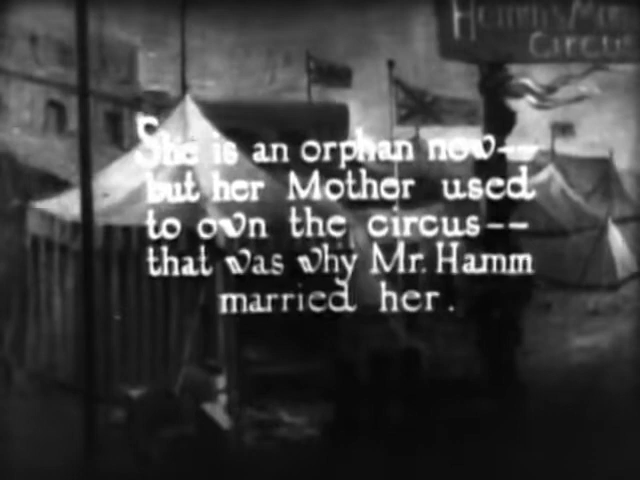 Circus
She is an orphan now--
but her Mother used
to own the circus--
that was why Mr. Hamm
married her.